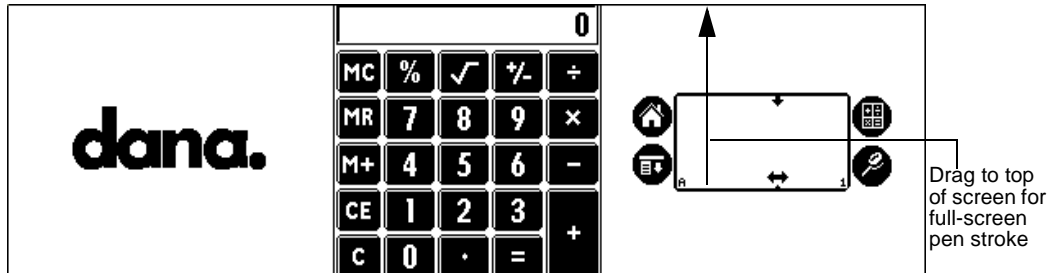 dana.
0
MC % √ +/- ÷
MR 7 8 9 ×
M+ 4 5 6 -
CE 1 2 3 +
C 0 . =
A 1
Drag to top
of screen for
full-screen
pen stroke